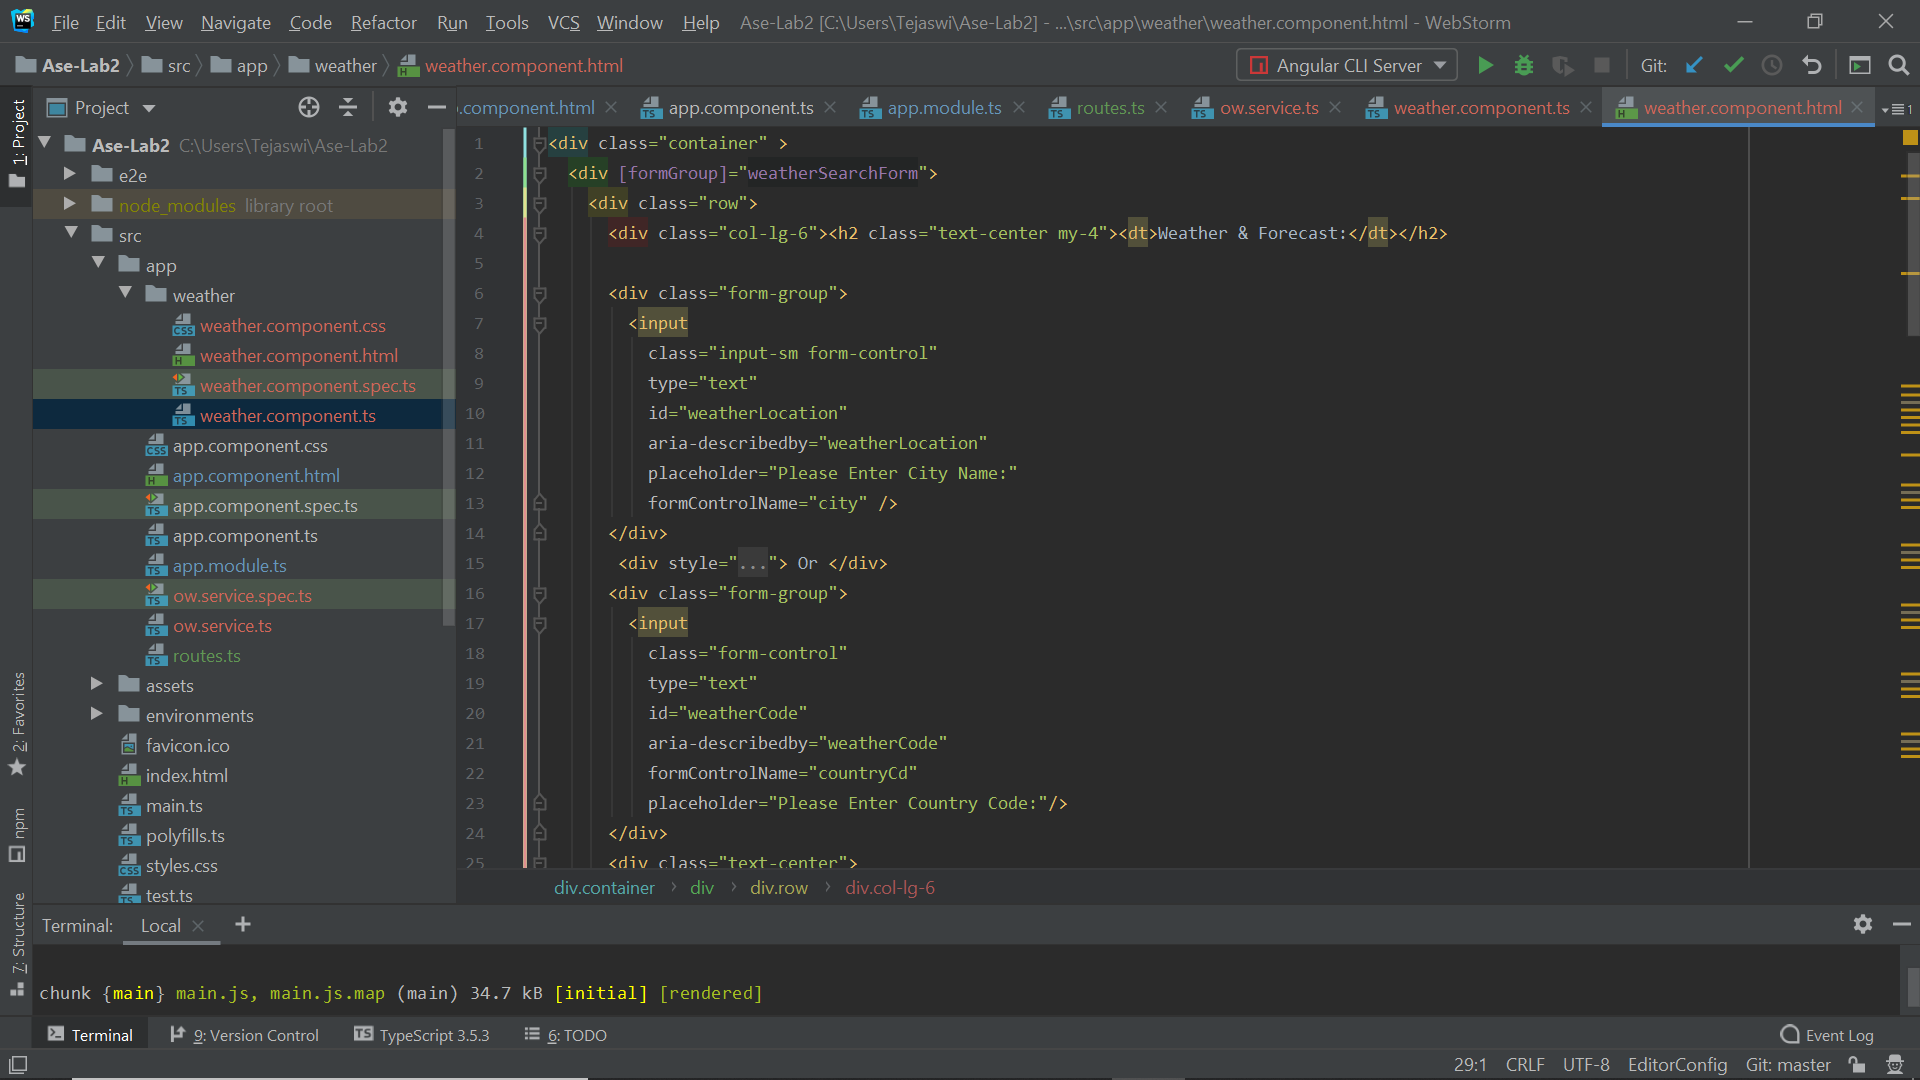 WS File Edit View Navigate Code Refactor Run Tools VCS Window Help Ase-Lab2 [C:\Users\Tejaswi\Ase-Lab2] - ...\src\app\weather\weather.component.html - WebStorm
Ase-Lab2 src app weather weather.component.html Angular CLI Server Git:
1: Project
Project
Ase-Lab2 C:\Users\Tejaswi\Ase-Lab2
e2e
node_modules library root
src
app
weather
weather.component.css
weather.component.html
weather.component.spec.ts
weather.component.ts
app.component.css
app.component.html
app.component.spec.ts
app.component.ts
app.module.ts
ow.service.spec.ts
ow.service.ts
routes.ts
assets
environments
favicon.ico
index.html
main.ts
polyfills.ts
styles.css
test.ts
2: Favorites
npm
7: Structure
.component.html app.component.ts app.module.ts routes.ts ow.service.ts weather.component.ts weather.component.html 1
1 <div class="container" >
2 <div [formGroup]="weatherSearchForm">
3 <div class="row">
4 <div class="col-lg-6"><h2 class="text-center my-4"><dt>Weather & Forecast:</dt></h2>
5
6 <div class="form-group">
7 <input
8 class="input-sm form-control"
9 type="text"
10 id="weatherLocation"
11 aria-describedby="weatherLocation"
12 placeholder="Please Enter City Name:"
13 formControlName="city" />
14 </div>
15 <div style="..."> Or </div>
16 <div class="form-group">
17 <input
18 class="form-control"
19 type="text"
20 id="weatherCode"
21 aria-describedby="weatherCode"
22 formControlName="countryCd"
23 placeholder="Please Enter Country Code:"/>
24 </div>
25 <div class="text-center">
div.container div div.row div.col-lg-6
Terminal: Local
chunk {main} main.js, main.js.map (main) 34.7 kB [initial] [rendered]
Terminal 9: Version Control TypeScript 3.5.3 6: TODO Event Log
29:1 CRLF UTF-8 EditorConfig Git: master